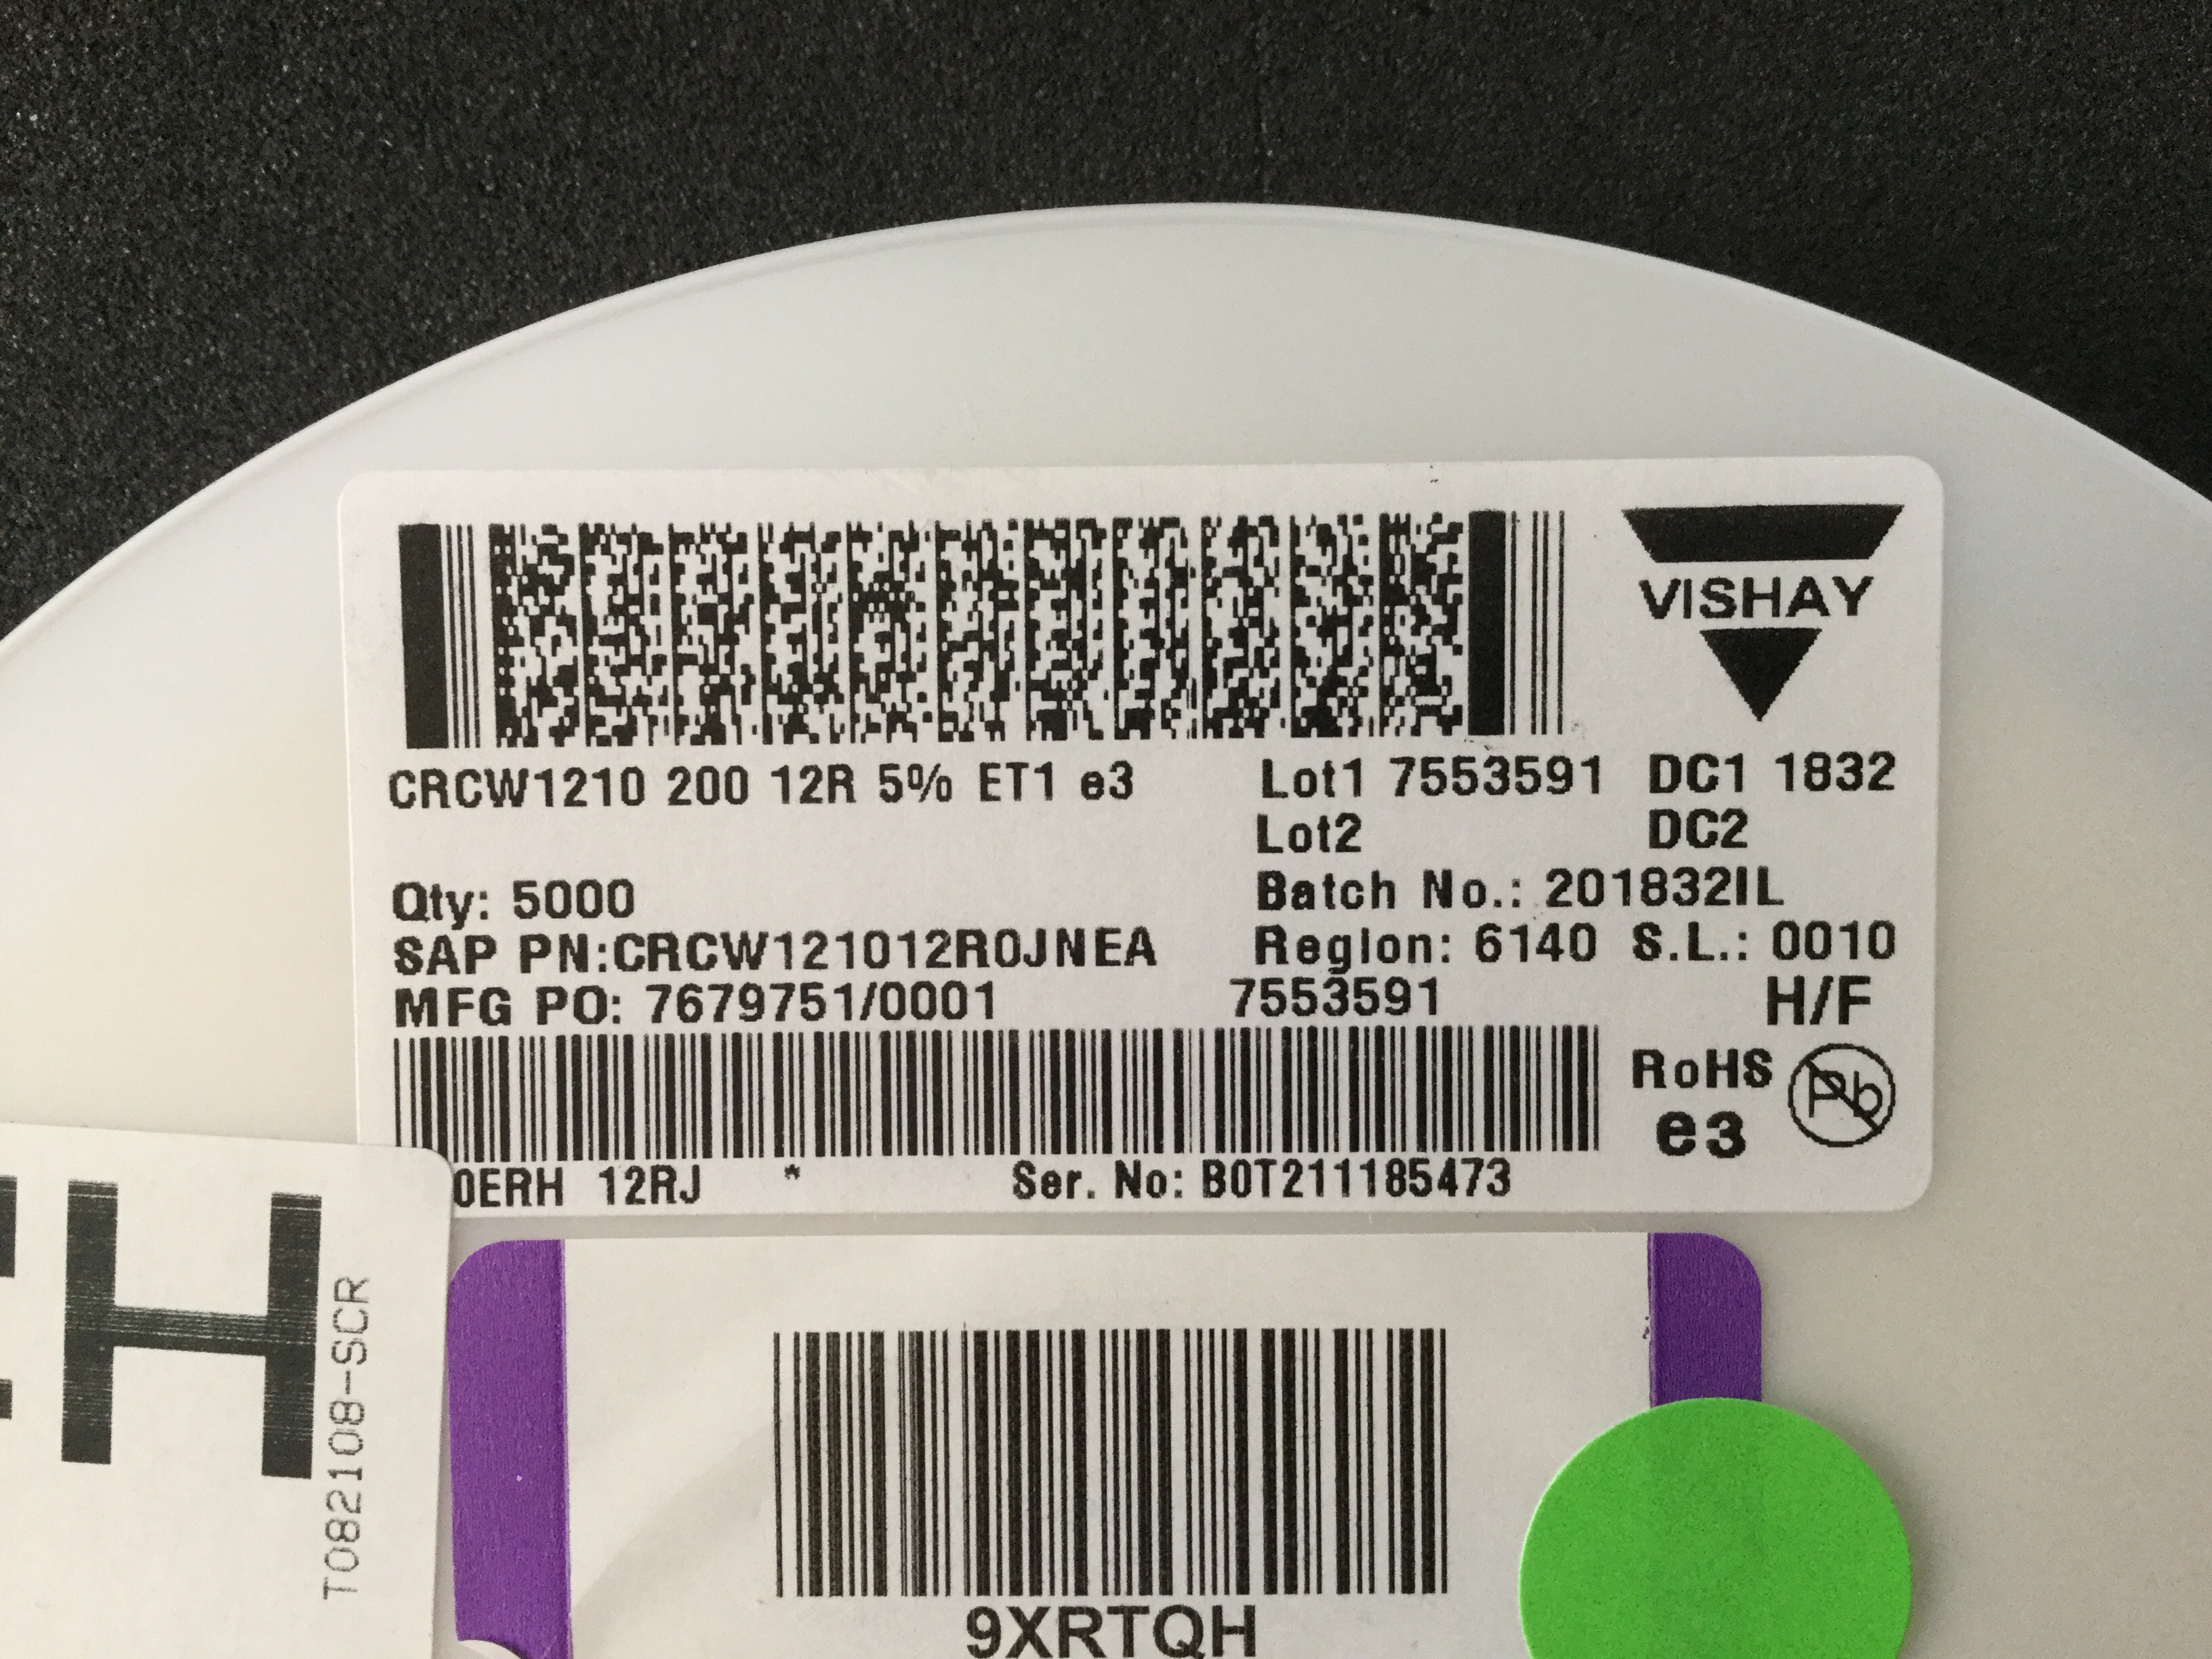 VISHAY
CRCW1210 200 12R 5% ET1 e3
Lot1 7553591 DC1 1832
Lot2 DC2
Qty: 5000
Batch No.: 201832IL
SAP PN:CRCW121012R0JNEA
Region: 6140 S.L.: 0010
MFG PO: 7679751/0001
7553591
H/F
RoHS
Pb
e3
0ERH 12RJ *
Ser. No: B0T211185473
H
T082108-SCR
9XRTQH